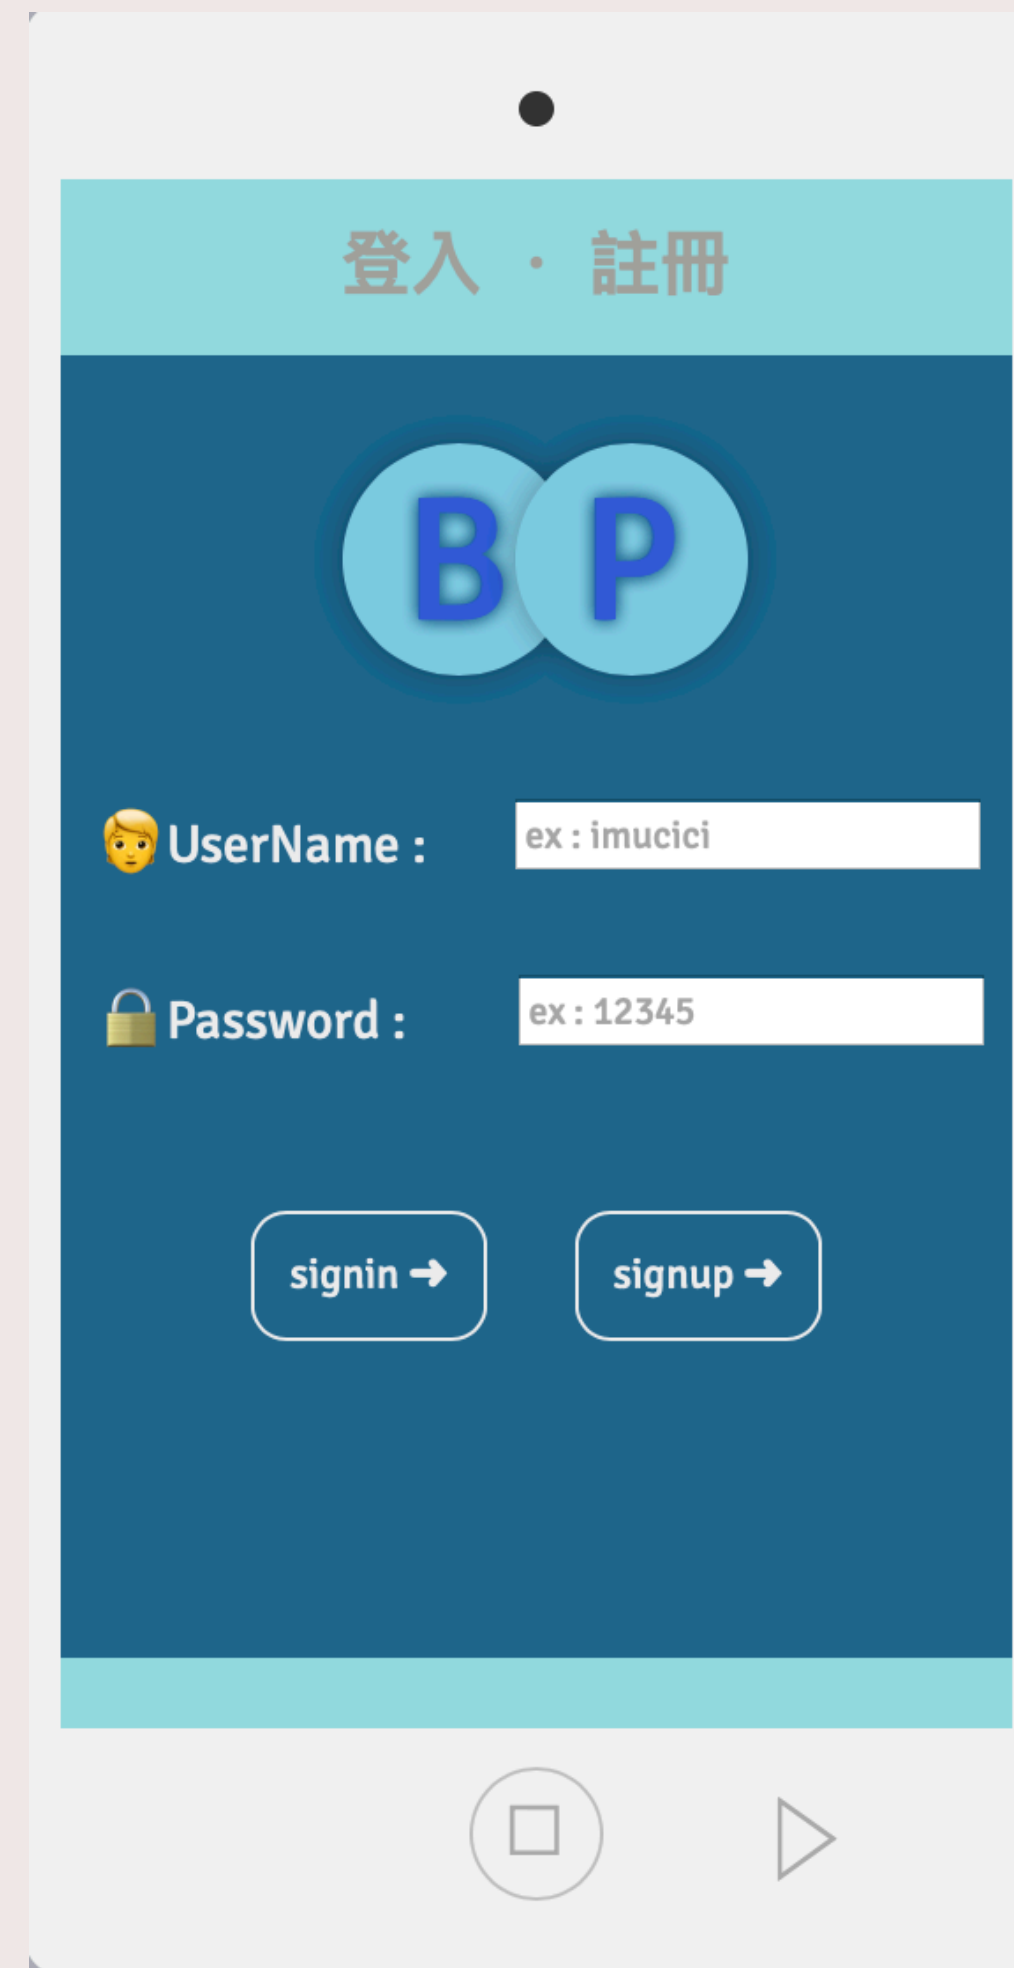 登入 · 註冊
B P
UserName :
ex : imucici
Password :
ex : 12345
signin ➜
signup ➜